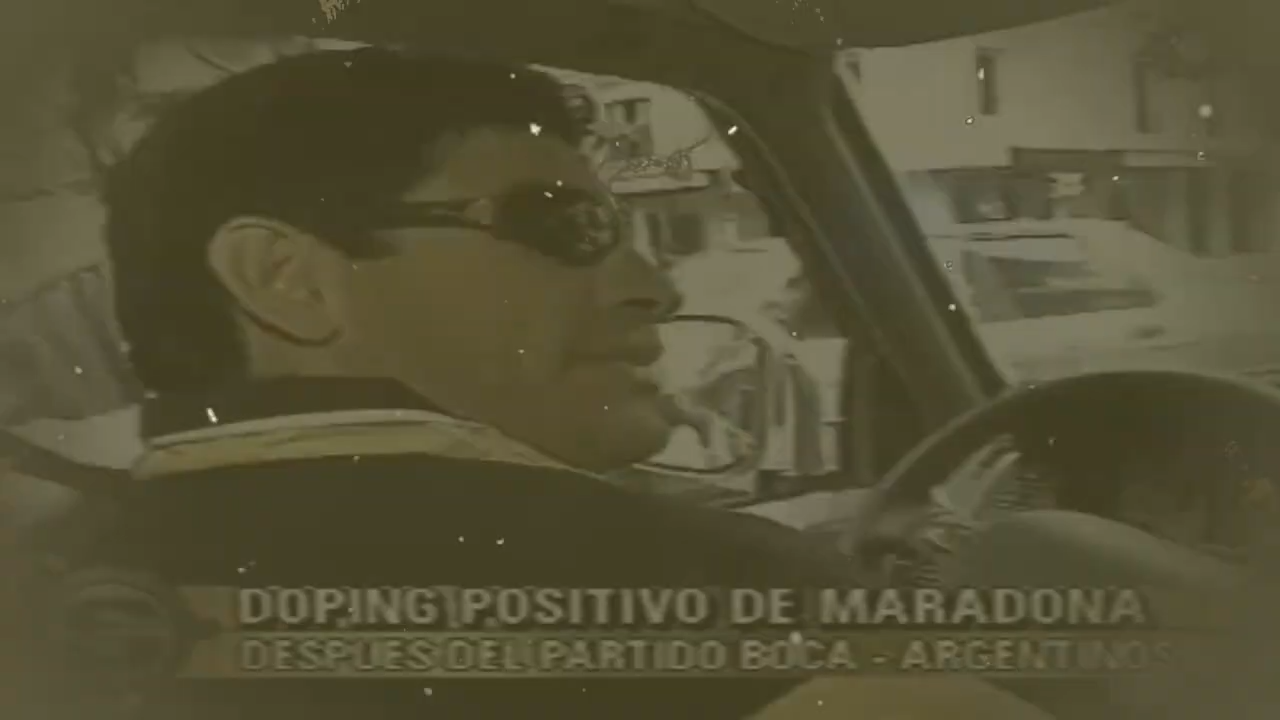 DOPING POSITIVO DE MARADONA
DESPUES DEL PARTIDO BOCA - ARGENTINOS